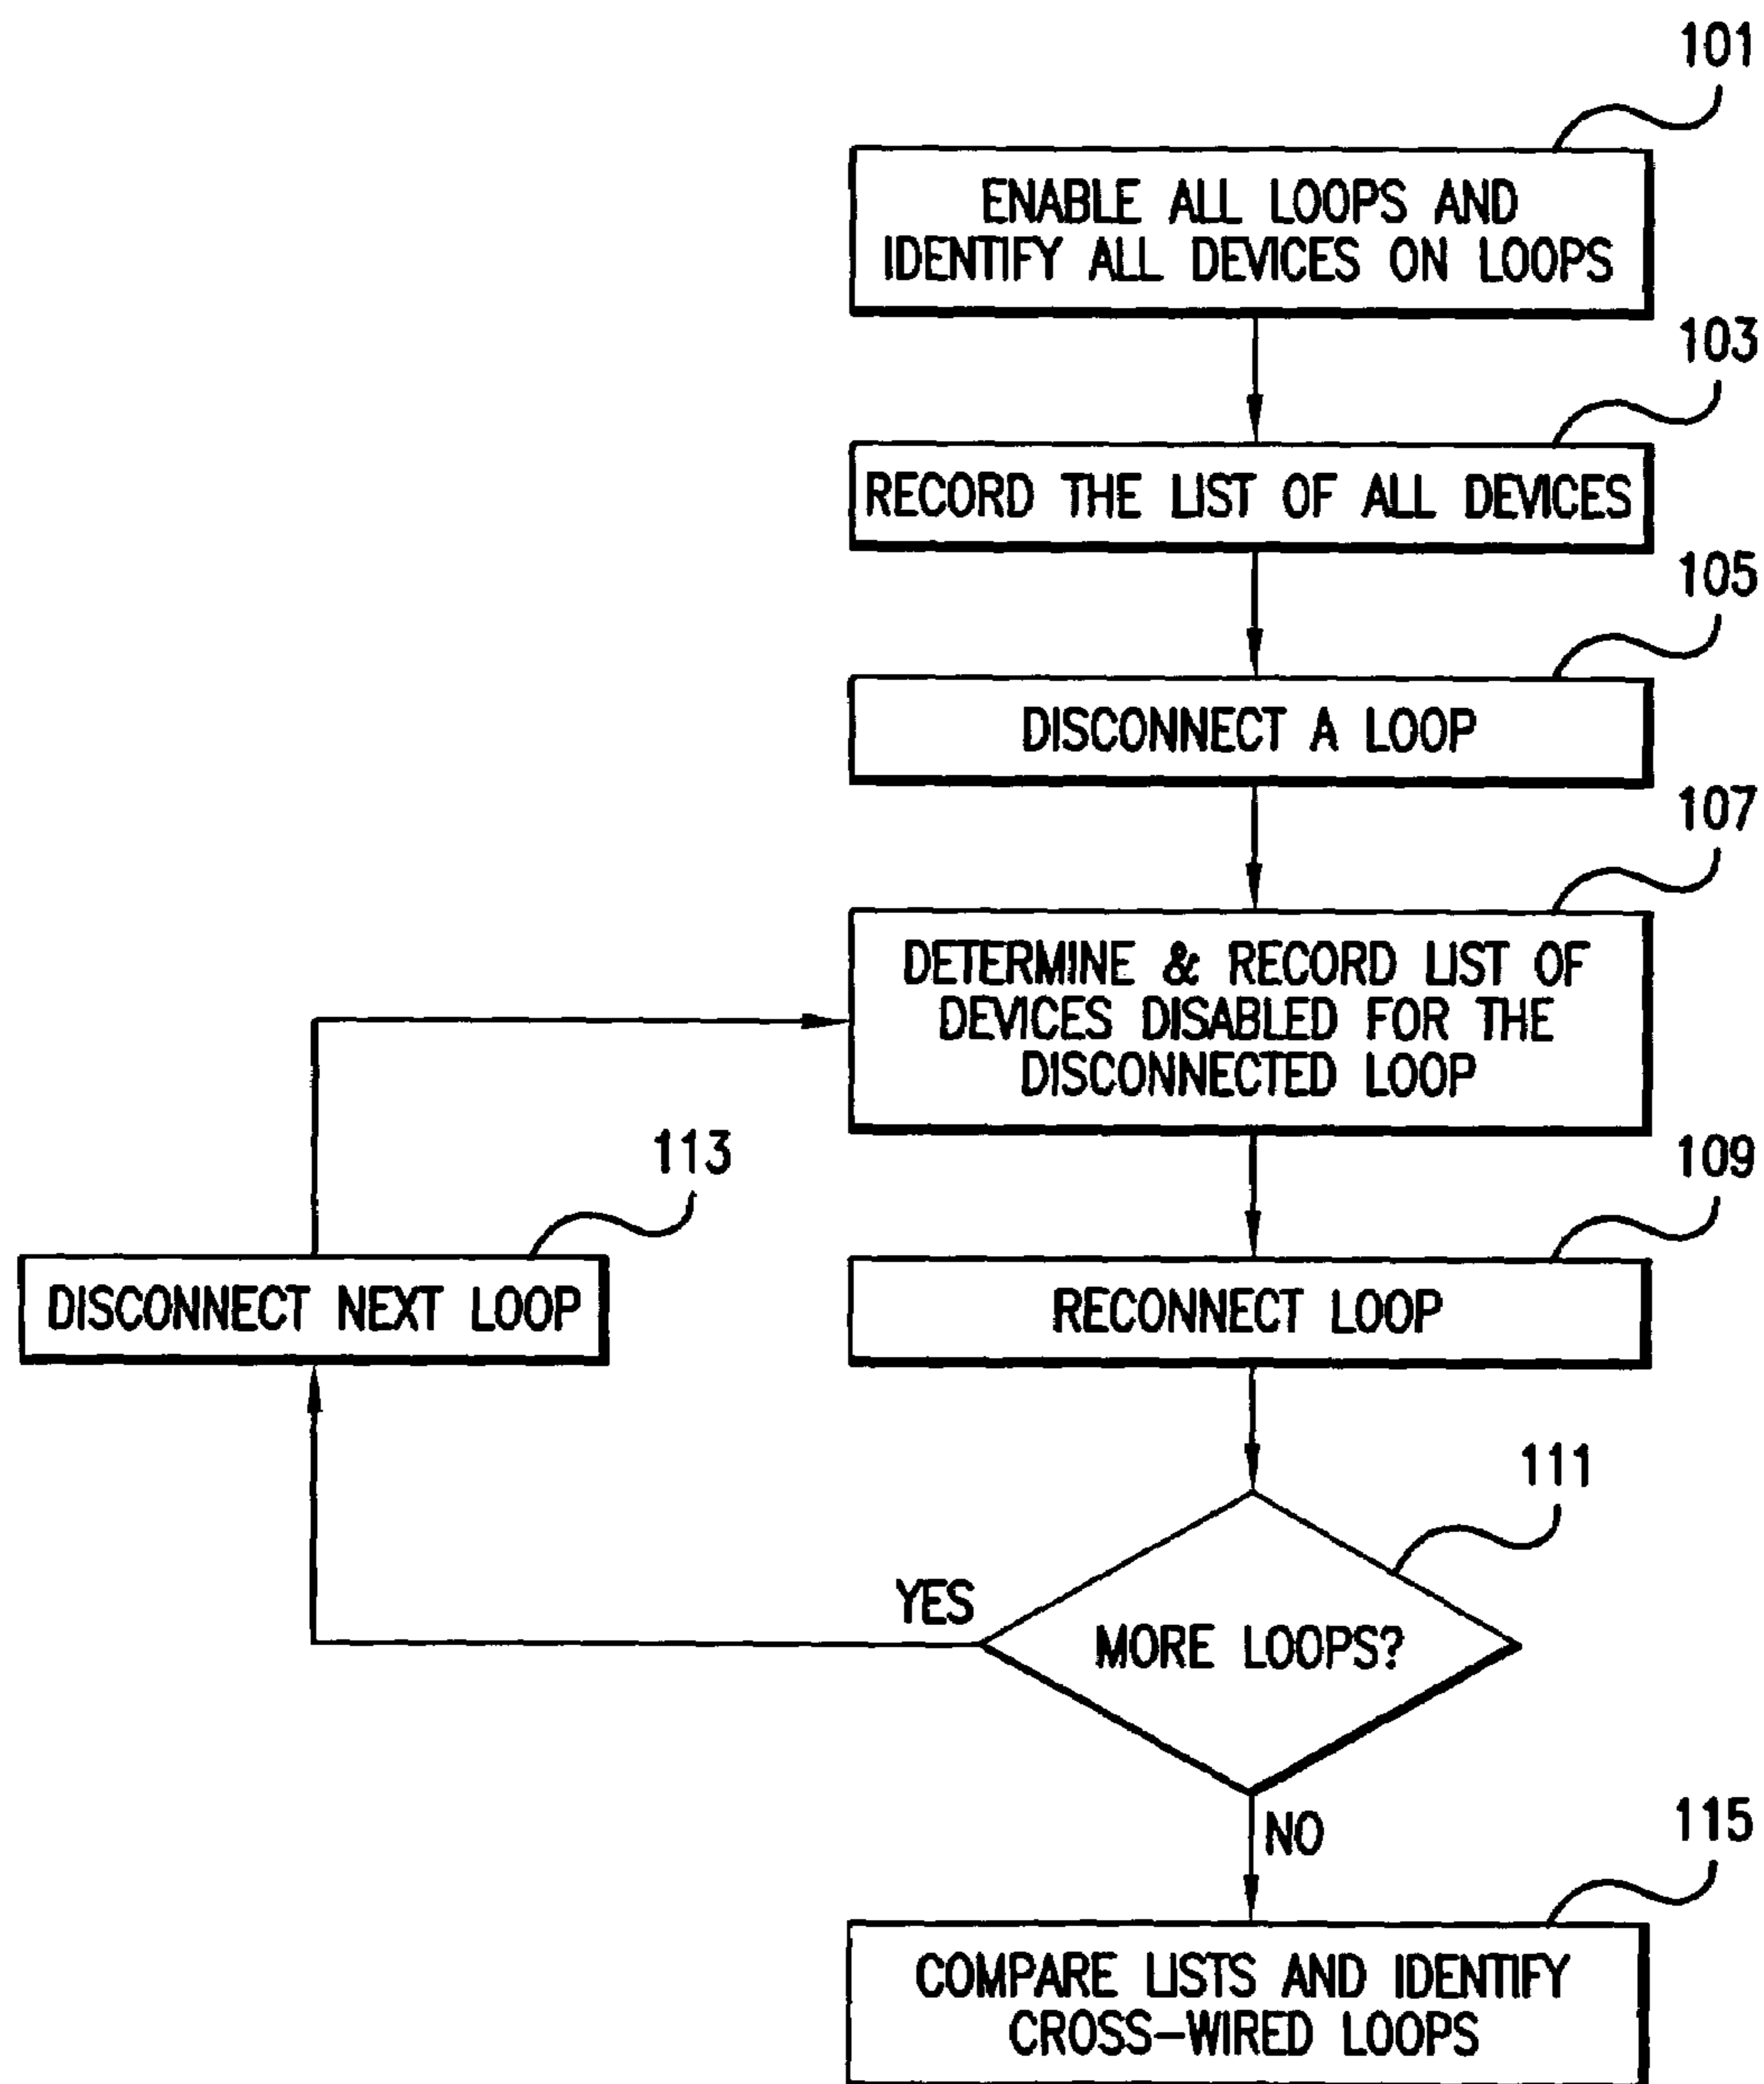 101
ENABLE ALL LOOPS AND
IDENTIFY ALL DEVICES ON LOOPS
103
RECORD THE LIST OF ALL DEVICES
105
DISCONNECT A LOOP
107
DETERMINE & RECORD LIST OF
DEVICES DISABLED FOR THE
DISCONNECTED LOOP
113
DISCONNECT NEXT LOOP
109
RECONNECT LOOP
111
YES
MORE LOOPS?
NO
115
COMPARE LISTS AND IDENTIFY
CROSS-WIRED LOOPS